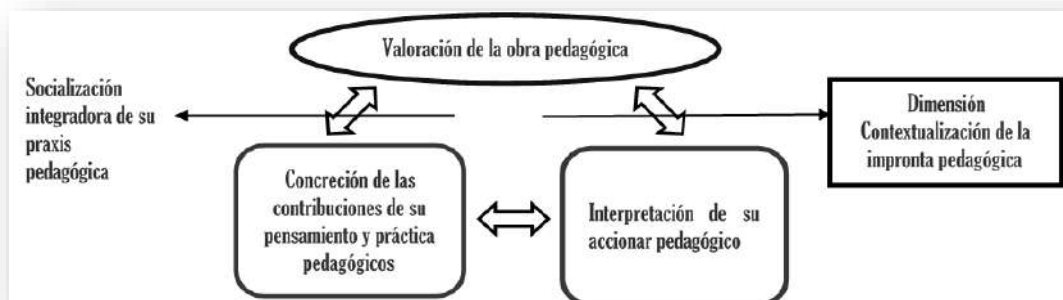 Valoración de la obra pedagógica
Socialización
integradora de su
praxis
pedagógica
Dimensión
Contextualización de la
impronta pedagógica
Concreción de las
contribuciones de su
pensamiento y práctica
pedagógicos
Interpretación de su
accionar pedagógico